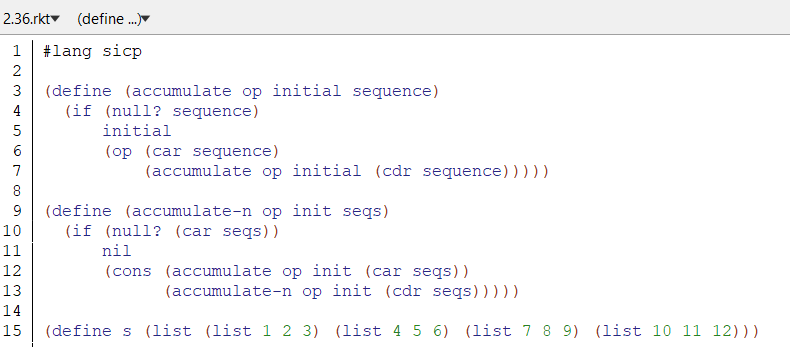 2.36.rkt▾ (define ...)▾
1 #lang sicp
2
3 (define (accumulate op initial sequence)
4   (if (null? sequence)
5       initial
6       (op (car sequence)
7           (accumulate op initial (cdr sequence)))))
8
9 (define (accumulate-n op init seqs)
10   (if (null? (car seqs))
11       nil
12       (cons (accumulate op init (car seqs))
13             (accumulate-n op init (cdr seqs)))))
14
15 (define s (list (list 1 2 3) (list 4 5 6) (list 7 8 9) (list 10 11 12)))